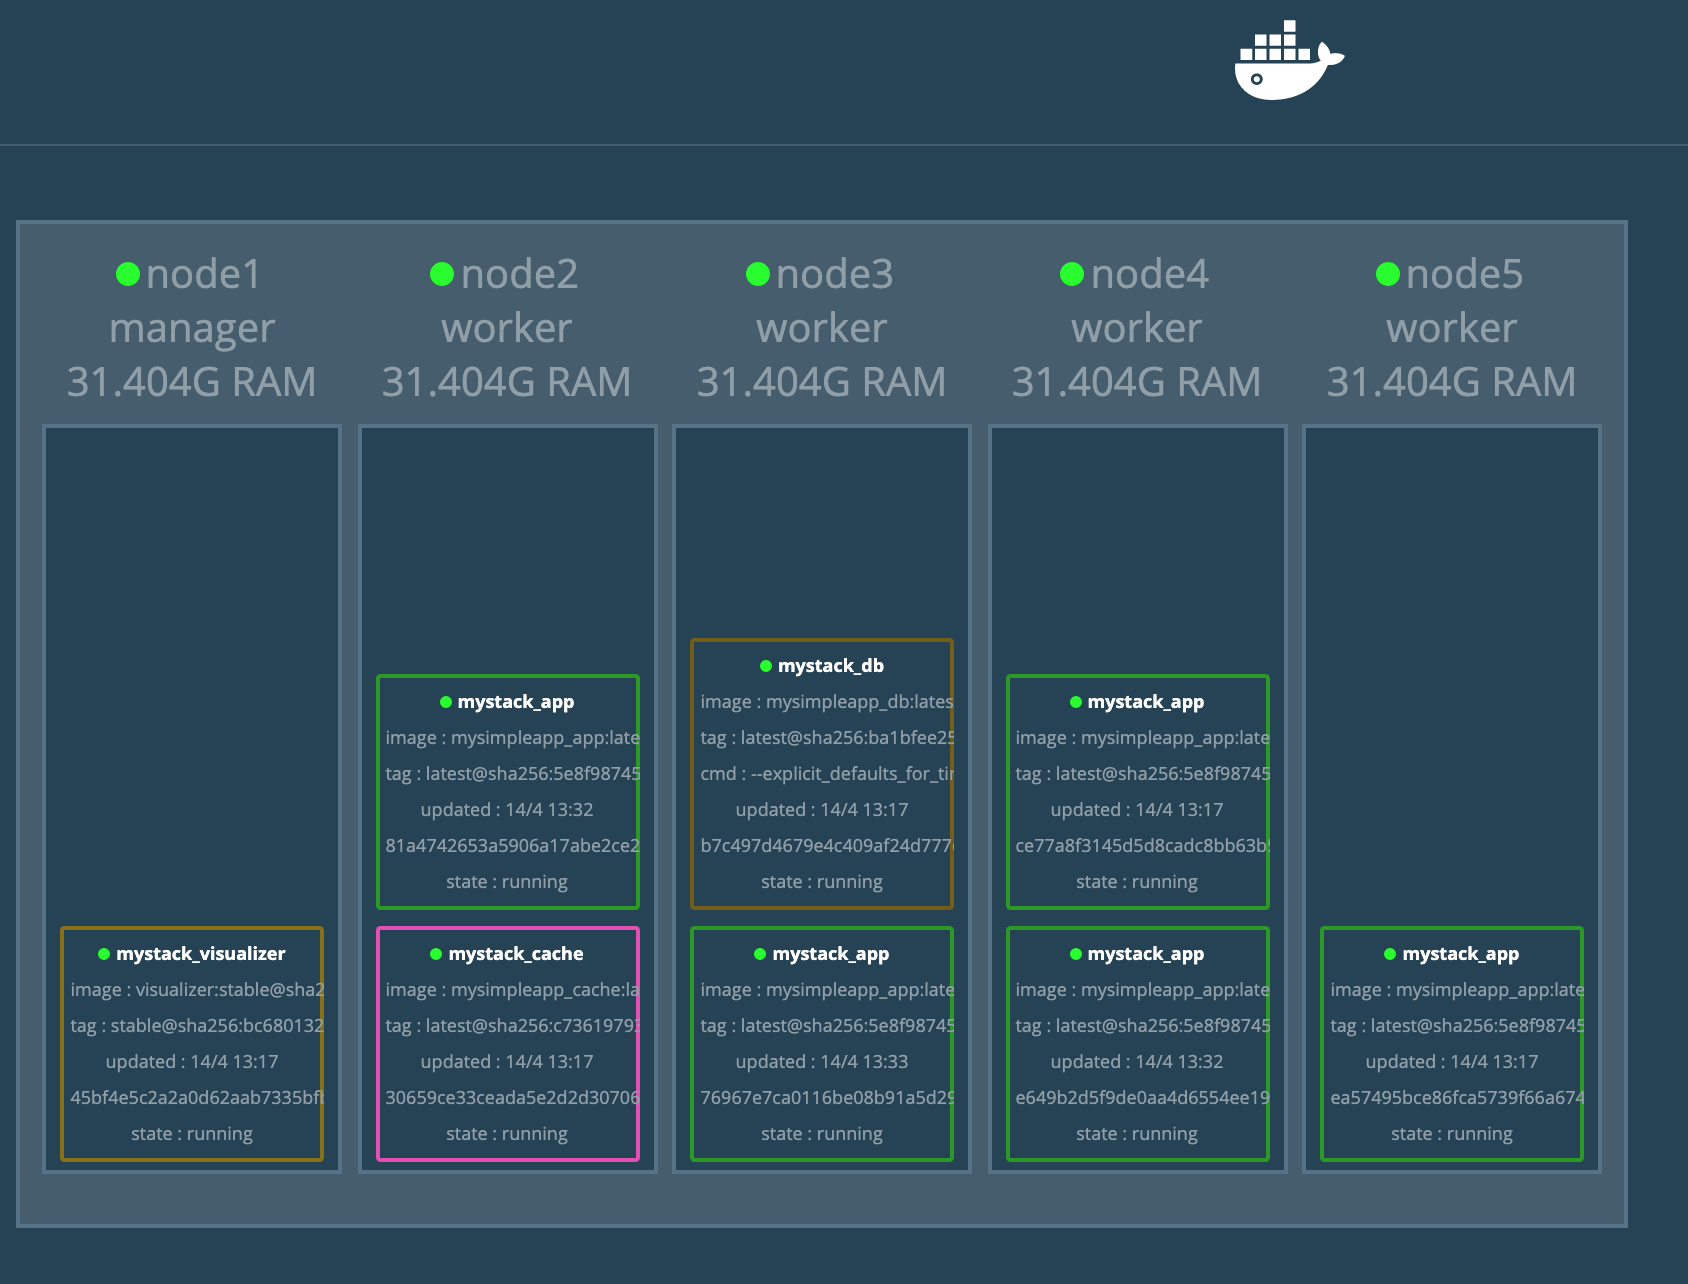 node1
manager
31.404G RAM
node2
worker
31.404G RAM
node3
worker
31.404G RAM
node4
worker
31.404G RAM
node5
worker
31.404G RAM
mystack_visualizer
image : visualizer:stable@sha2
tag : stable@sha256:bc680132
updated : 14/4 13:17
45bf4e5c2a2a0d62aab7335bf
state : running
mystack_app
image : mysimpleapp_app:late
tag : latest@sha256:5e8f98745
updated : 14/4 13:32
81a4742653a5906a17abe2ce2
state : running
mystack_cache
image : mysimpleapp_cache:la
tag : latest@sha256:c7361979
updated : 14/4 13:17
30659ce33ceada5e2d2d30706
state : running
mystack_db
image : mysimpleapp_db:lates
tag : latest@sha256:ba1bfee25
cmd : --explicit_defaults_for_ti
updated : 14/4 13:17
b7c497d4679e4c409af24d777
state : running
mystack_app
image : mysimpleapp_app:late
tag : latest@sha256:5e8f98745
updated : 14/4 13:33
76967e7ca0116be08b91a5d29
state : running
mystack_app
image : mysimpleapp_app:late
tag : latest@sha256:5e8f98745
updated : 14/4 13:17
ce77a8f3145d5d8cadc8bb63b
state : running
mystack_app
image : mysimpleapp_app:late
tag : latest@sha256:5e8f98745
updated : 14/4 13:32
e649b2d5f9de0aa4d6554ee19
state : running
mystack_app
image : mysimpleapp_app:late
tag : latest@sha256:5e8f98745
updated : 14/4 13:17
ea57495bce86fca5739f66a674
state : running